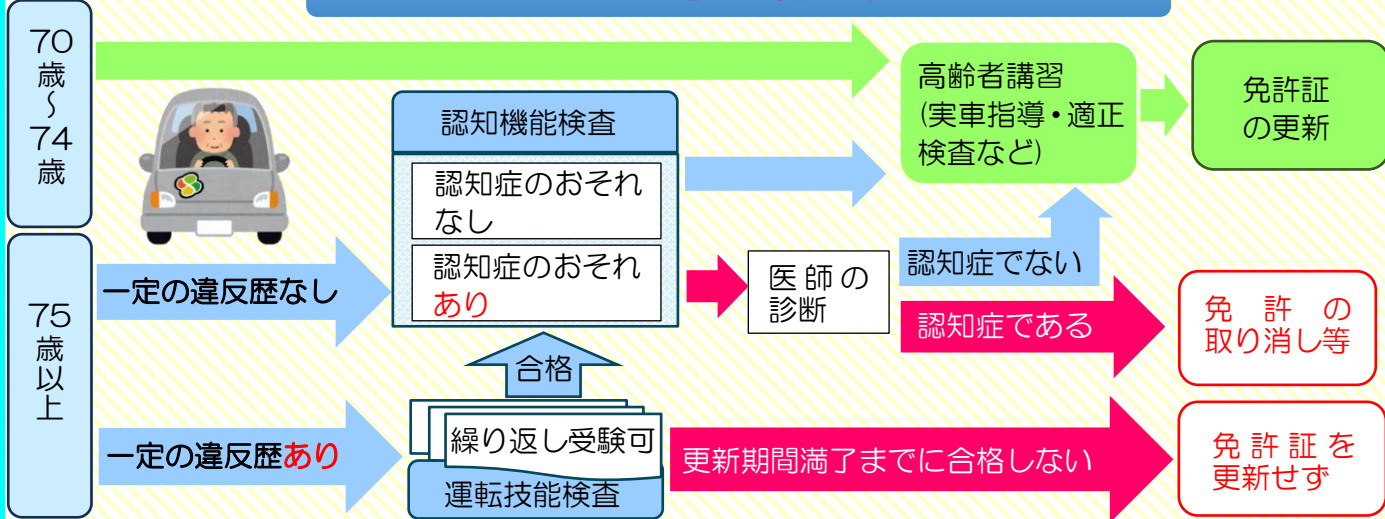 70
歳
～
74
歳
高齢者講習
(実車指導・適正
検査など)
免許証
の更新
認知機能検査
認知症のおそれ
なし
認知症のおそれ
あり
75
歳
以
上
一定の違反歴なし
医師の
診断
認知症でない
認知症である
免許の
取り消し等
合格
一定の違反歴あり
繰り返し受験可
運転技能検査
更新期間満了までに合格しない
免許証を
更新せず